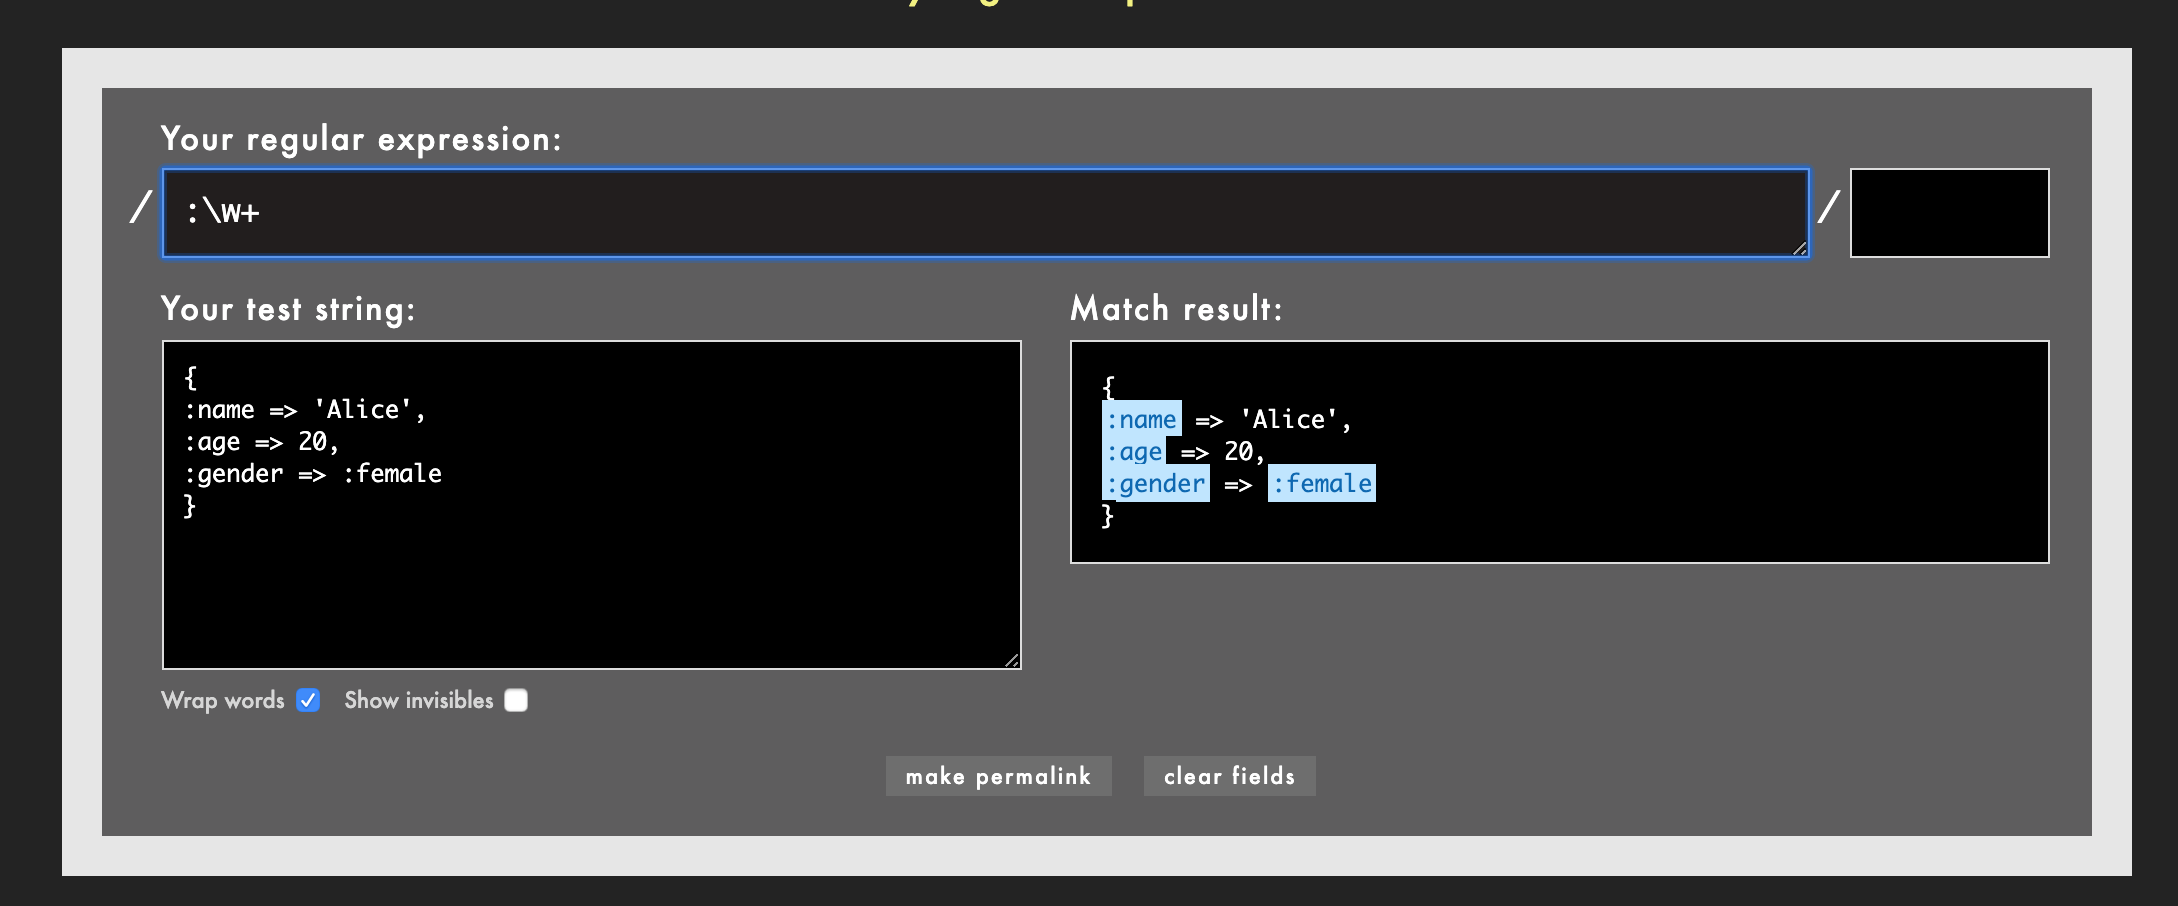 Your regular expression:
/ :\w+ /
Your test string:
{
:name => 'Alice',
:age => 20,
:gender => :female
}
Wrap words
Show invisibles
Match result:
{
:name => 'Alice',
:age => 20,
:gender => :female
}
make permalink
clear fields